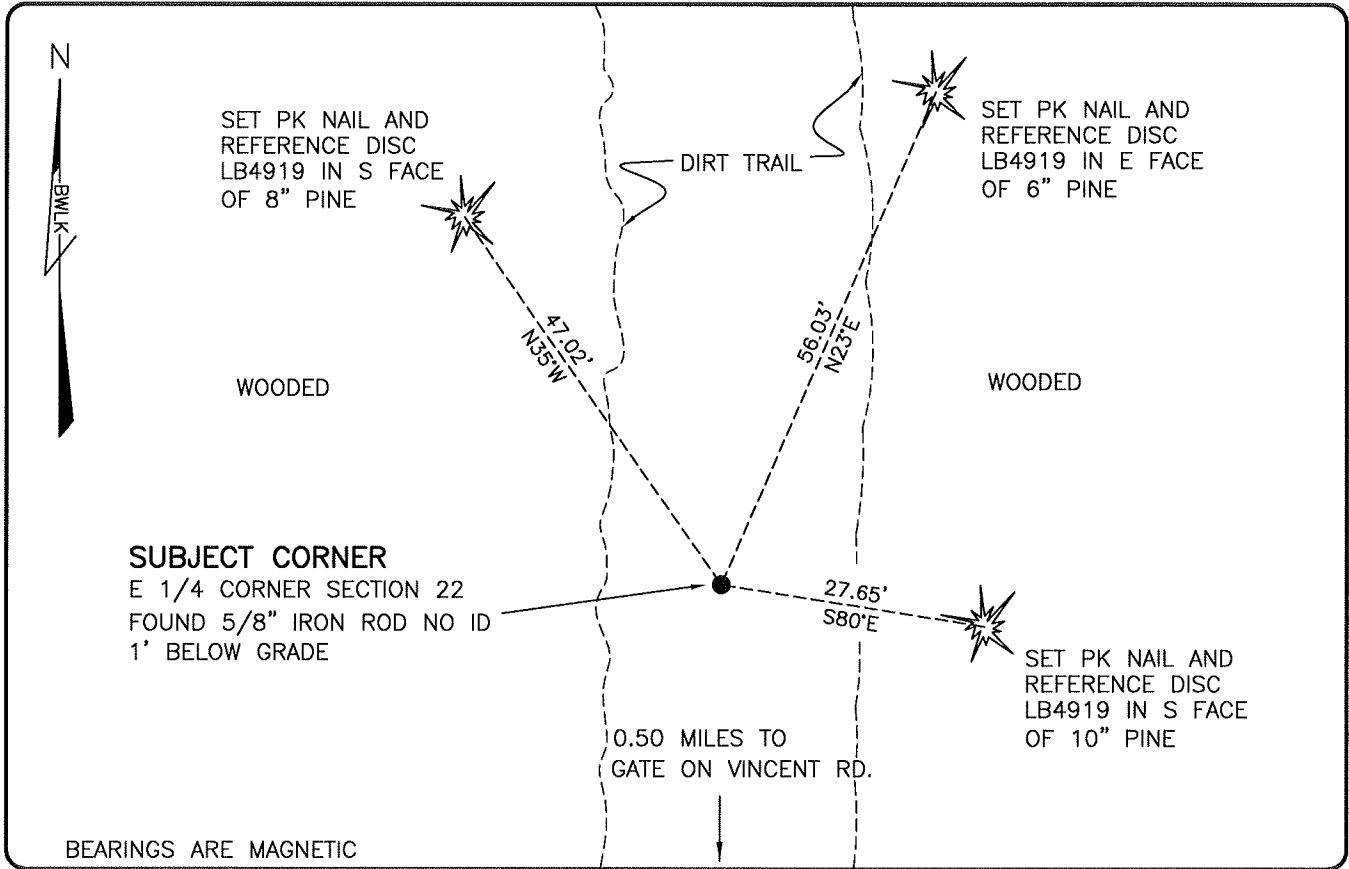 N
BWLK
SET PK NAIL AND
REFERENCE DISC
LB4919 IN S FACE
OF 8" PINE
DIRT TRAIL
SET PK NAIL AND
REFERENCE DISC
LB4919 IN E FACE
OF 6" PINE
47.02'
N35°W
56.03'
N23°E
WOODED
WOODED
SUBJECT CORNER
E 1/4 CORNER SECTION 22
FOUND 5/8" IRON ROD NO ID
1' BELOW GRADE
27.65'
S80°E
SET PK NAIL AND
REFERENCE DISC
LB4919 IN S FACE
OF 10" PINE
0.50 MILES TO
GATE ON VINCENT RD.
BEARINGS ARE MAGNETIC